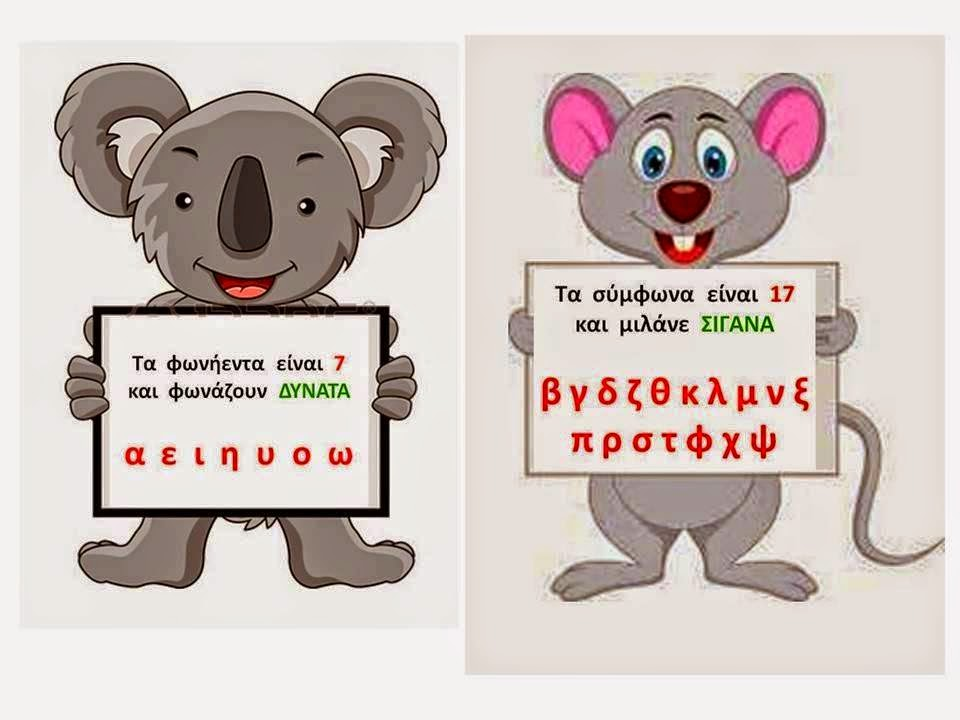 Τα φωνήεντα είναι 7
και φωνάζουν ΔΥΝΑΤΑ
α ε ι η υ ο ω
Τα σύμφωνα είναι 17
και μιλάνε ΣΙΓΑΝΑ
β γ δ ζ θ κ λ μ ν ξ
π ρ σ τ φ χ ψ